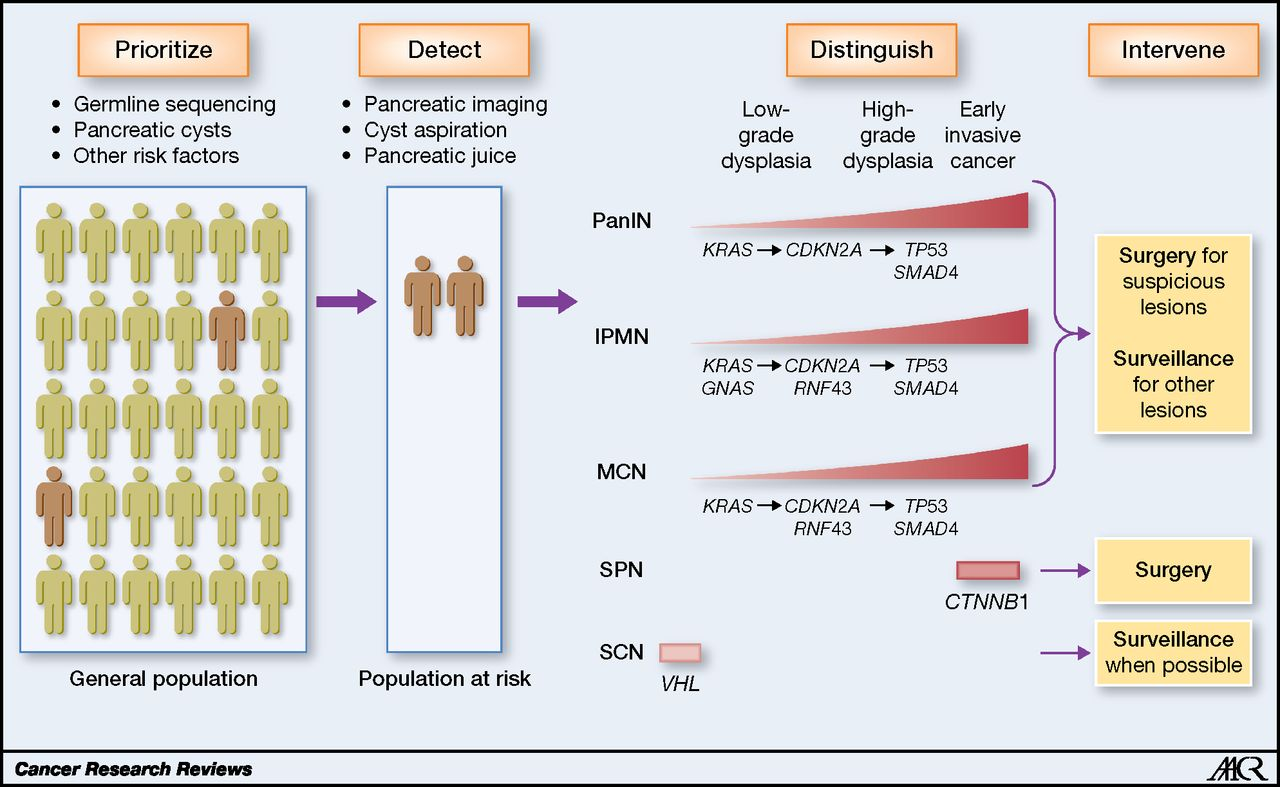 Prioritize
• Germline sequencing
• Pancreatic cysts
• Other risk factors
General population
Detect
• Pancreatic imaging
• Cyst aspiration
• Pancreatic juice
Population at risk
Distinguish
Low-
grade
dysplasia
High-
grade
dysplasia
Early
invasive
cancer
PanIN
KRAS → CDKN2A → TP53
SMAD4
IPMN
KRAS → CDKN2A → TP53
GNAS RNF43 SMAD4
MCN
KRAS → CDKN2A → TP53
RNF43 SMAD4
SPN
CTNNB1
SCN
VHL
Intervene
Surgery for
suspicious
lesions
Surveillance
for other
lesions
Surgery
Surveillance
when possible
Cancer Research Reviews
AACR